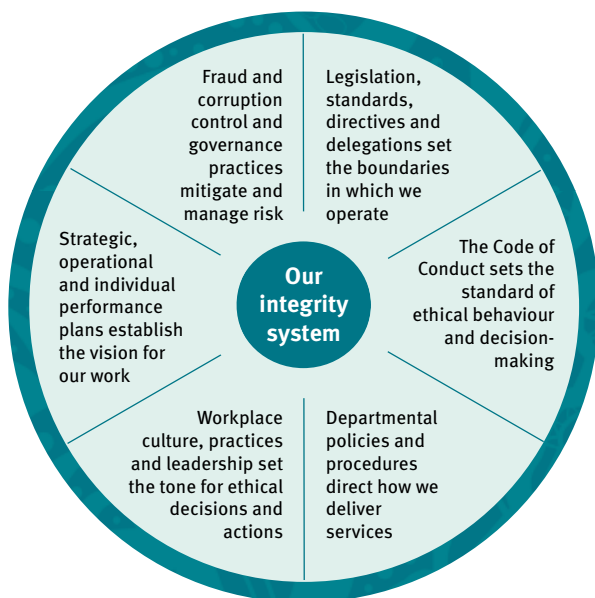 Fraud and
corruption
control and
governance
practices
mitigate and
manage risk
Legislation,
standards,
directives and
delegations set
the boundaries
in which we
operate
The Code of
Conduct sets the
standard of
ethical behaviour
and decision-
making
Departmental
policies and
procedures
direct how we
deliver
services
Workplace
culture, practices
and leadership set
the tone for ethical
decisions and
actions
Strategic,
operational
and individual
performance
plans establish
the vision for
our work
Our
integrity
system